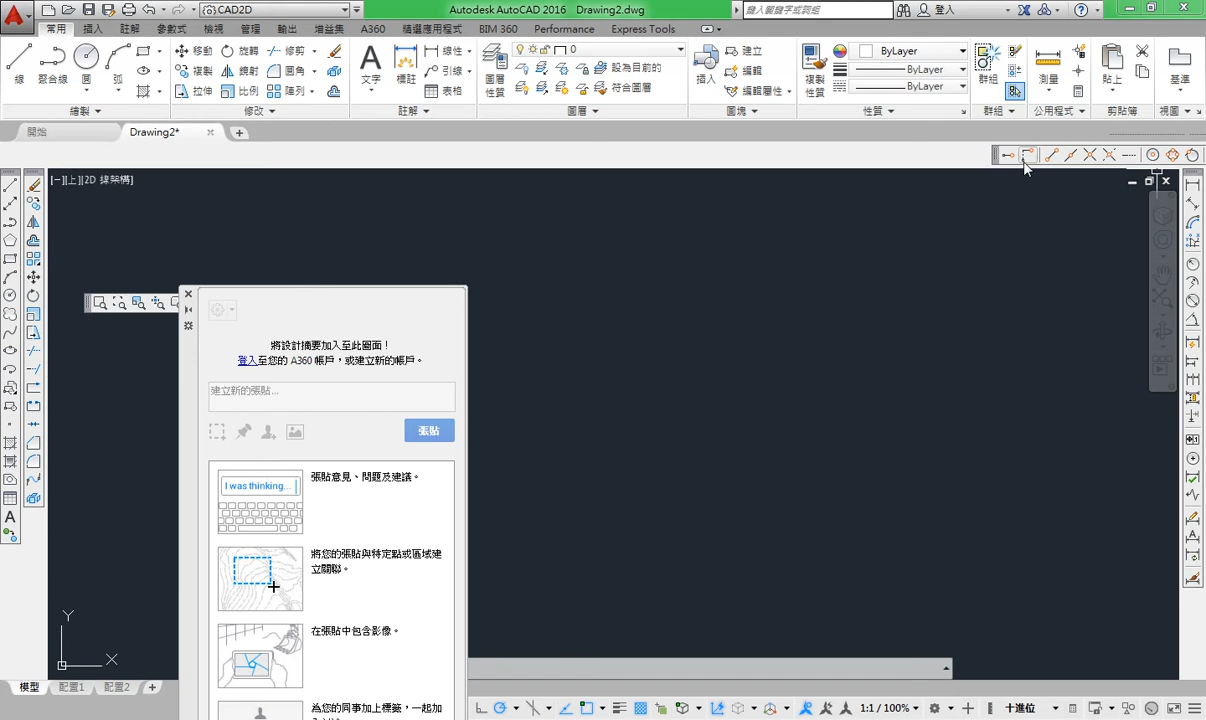 CAD2D
Autodesk AutoCAD 2016 Drawing2.dwg
鍵入關鍵字或詞組
登入
常用 插入 註解 參數式 檢視 管理 輸出 增益集 A360 精選應用程式 BIM 360 Performance Express Tools
線 聚合線 圓 弧
移動 旋轉 修剪
複製 鏡射 圓角
拉伸 比例 陣列
文字 標註
線性
引線
表格
圖層性質
0
設為目前的
符合圖層
插入
建立
編輯
編輯屬性
複製性質
ByLayer
ByLayer
ByLayer
群組
測量
貼上
基準
繪製 修改 註解 圖層 圖塊 性質 群組 公用程式 剪貼簿 視圖
開始 Drawing2*
[−][上][2D 線架構]
將設計摘要加入至此圖面！
登入至您的 A360 帳戶，或建立新的帳戶。
建立新的張貼...
張貼
I was thinking...
張貼意見、問題及建議。
將您的張貼與特定點或區域建
立關聯。
在張貼中包含影像。
為您的同事加上標籤，一起加
Y
X
模型 配置1 配置2
1:1 / 100% 十進位